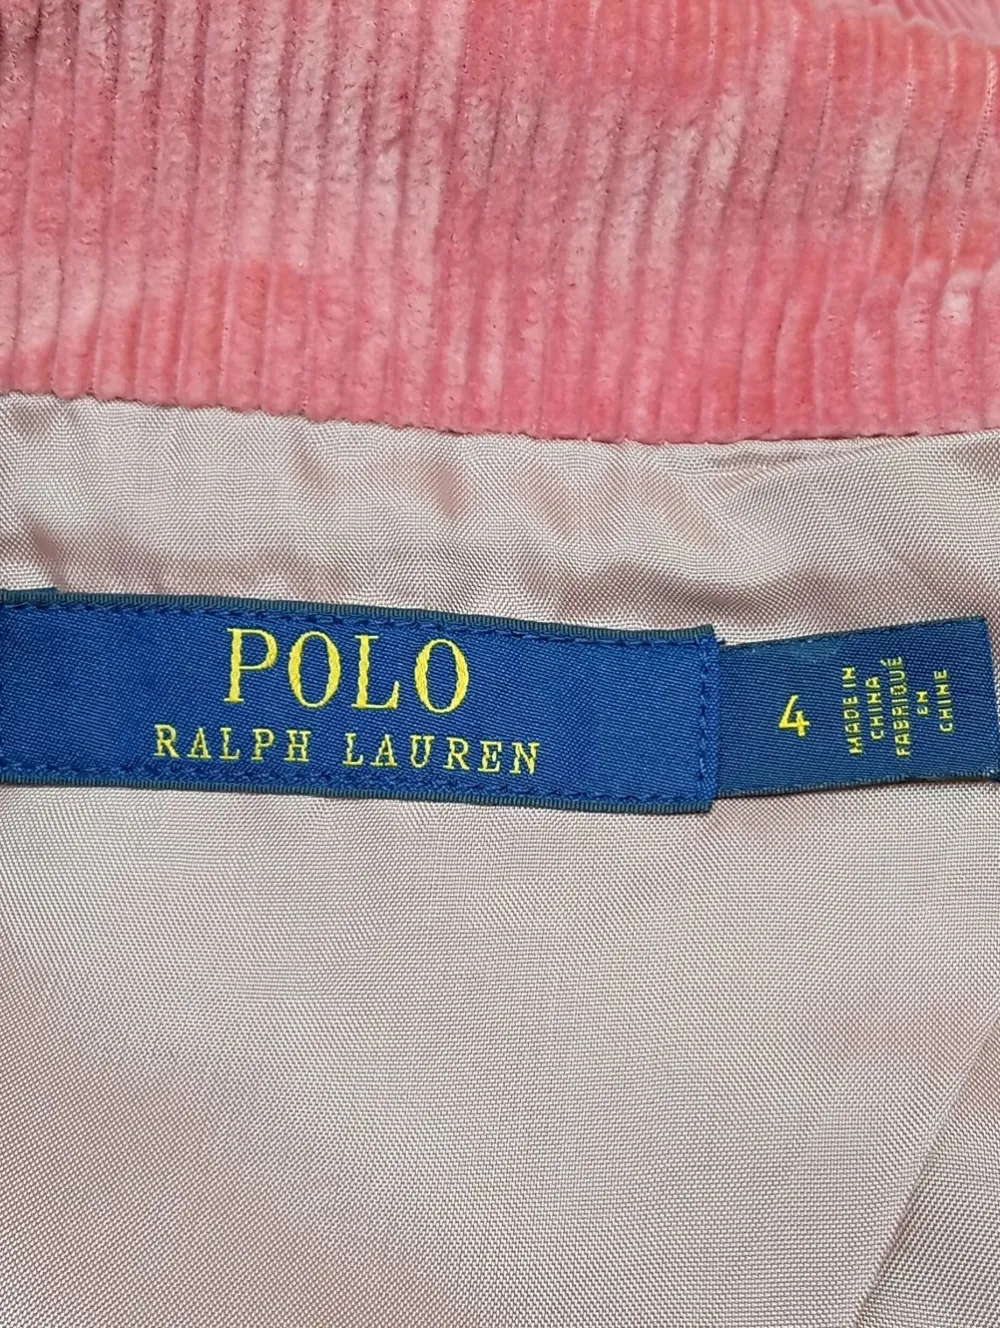 POLO
RALPH LAUREN
4
MADE IN
CHINA
FABRIQUÉ
EN
CHINE